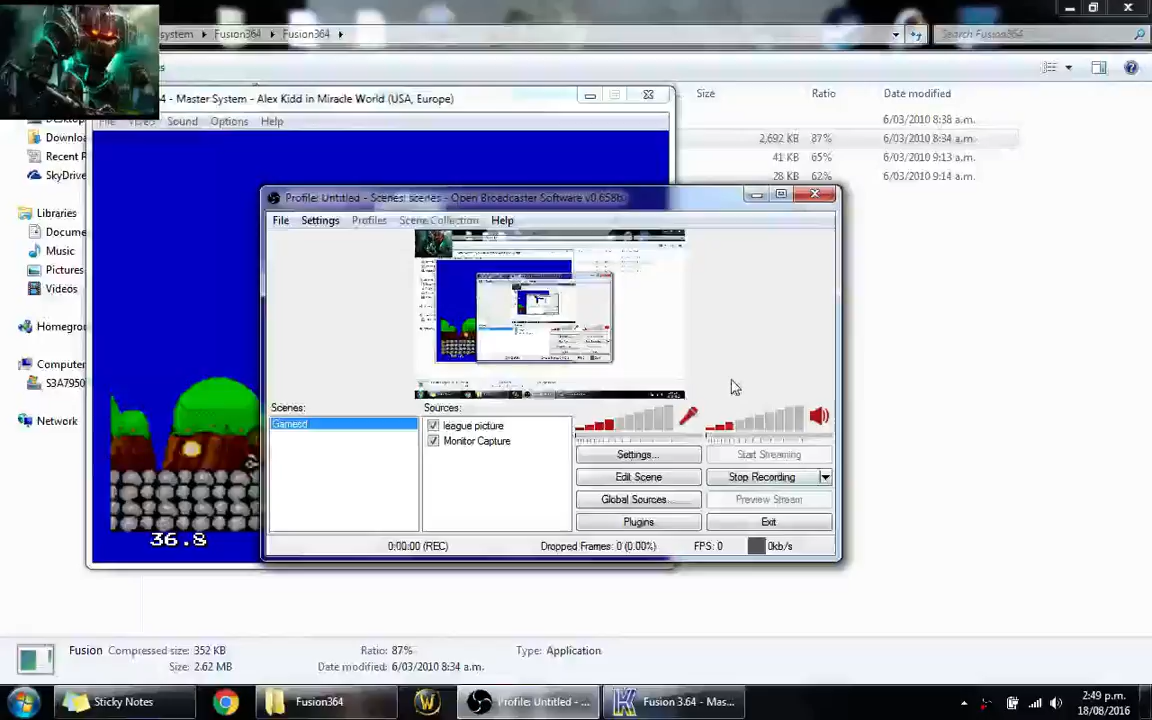 system Fusion364 Fusion364
Search Fusion364
Size Ratio Date modified
4 - Master System - Alex Kidd in Miracle World (USA, Europe)
File Video Sound Options Help
6/03/2010 8:38 a.m.
Downloa 2,692 KB 87% 6/03/2010 8:34 a.m.
Recent P 41 KB 65% 6/03/2010 9:13 a.m.
SkyDrive 28 KB 62% 6/03/2010 9:14 a.m.
Libraries
Docume
Music
Pictures
Videos
Homegro
Computer
S3A7950
Network
36.8
Profile: Untitled - Scenes: scenes - Open Broadcaster Software v0.658b
File Settings Profiles Scene Collection Help
Scenes:
Gamesd
Sources:
league picture
Monitor Capture
Settings... Start Streaming
Edit Scene Stop Recording
Global Sources... Preview Stream
Plugins Exit
0:00:00 (REC) Dropped Frames: 0 (0.00%) FPS: 0 0kb/s
Fusion Compressed size: 352 KB Ratio: 87% Type: Application
Size: 2.62 MB Date modified: 6/03/2010 8:34 a.m.
Sticky Notes Fusion364 Profile: Untitled - ... Fusion 3.64 - Mas...
2:49 p.m.
18/08/2016